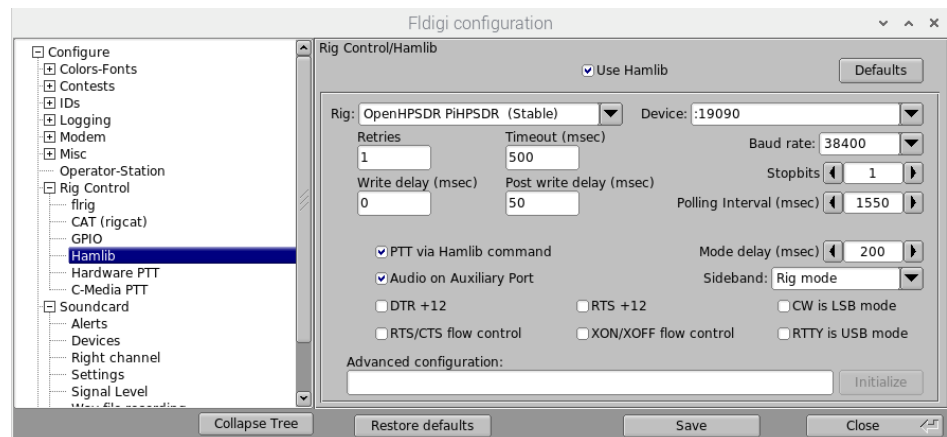 Fldigi configuration
Configure
Colors-Fonts
Contests
IDs
Logging
Modem
Misc
Operator-Station
Rig Control
flrig
CAT (rigcat)
GPIO
Hamlib
Hardware PTT
C-Media PTT
Soundcard
Alerts
Devices
Right channel
Settings
Signal Level
Wav file recording
Collapse Tree
Rig Control/Hamlib
Use Hamlib
Defaults
Rig: OpenHPSDR PiHPSDR (Stable) Device: :19090
Retries Timeout (msec) Baud rate: 38400
1 500
Stopbits 1
Write delay (msec) Post write delay (msec)
0 50 Polling Interval (msec) 1550
PTT via Hamlib command Mode delay (msec) 200
Audio on Auxiliary Port Sideband: Rig mode
DTR +12 RTS +12 CW is LSB mode
RTS/CTS flow control XON/XOFF flow control RTTY is USB mode
Advanced configuration:
Initialize
Restore defaults Save Close